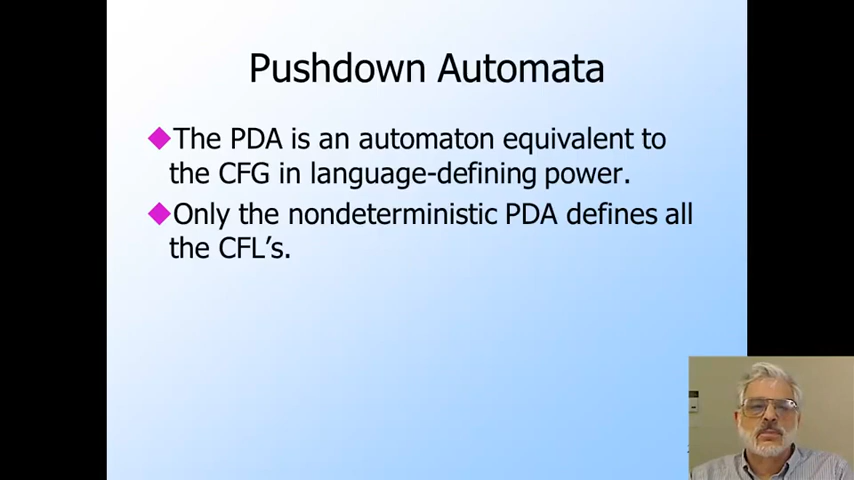 Pushdown Automata
The PDA is an automaton equivalent to
the CFG in language-defining power.
Only the nondeterministic PDA defines all
the CFL’s.